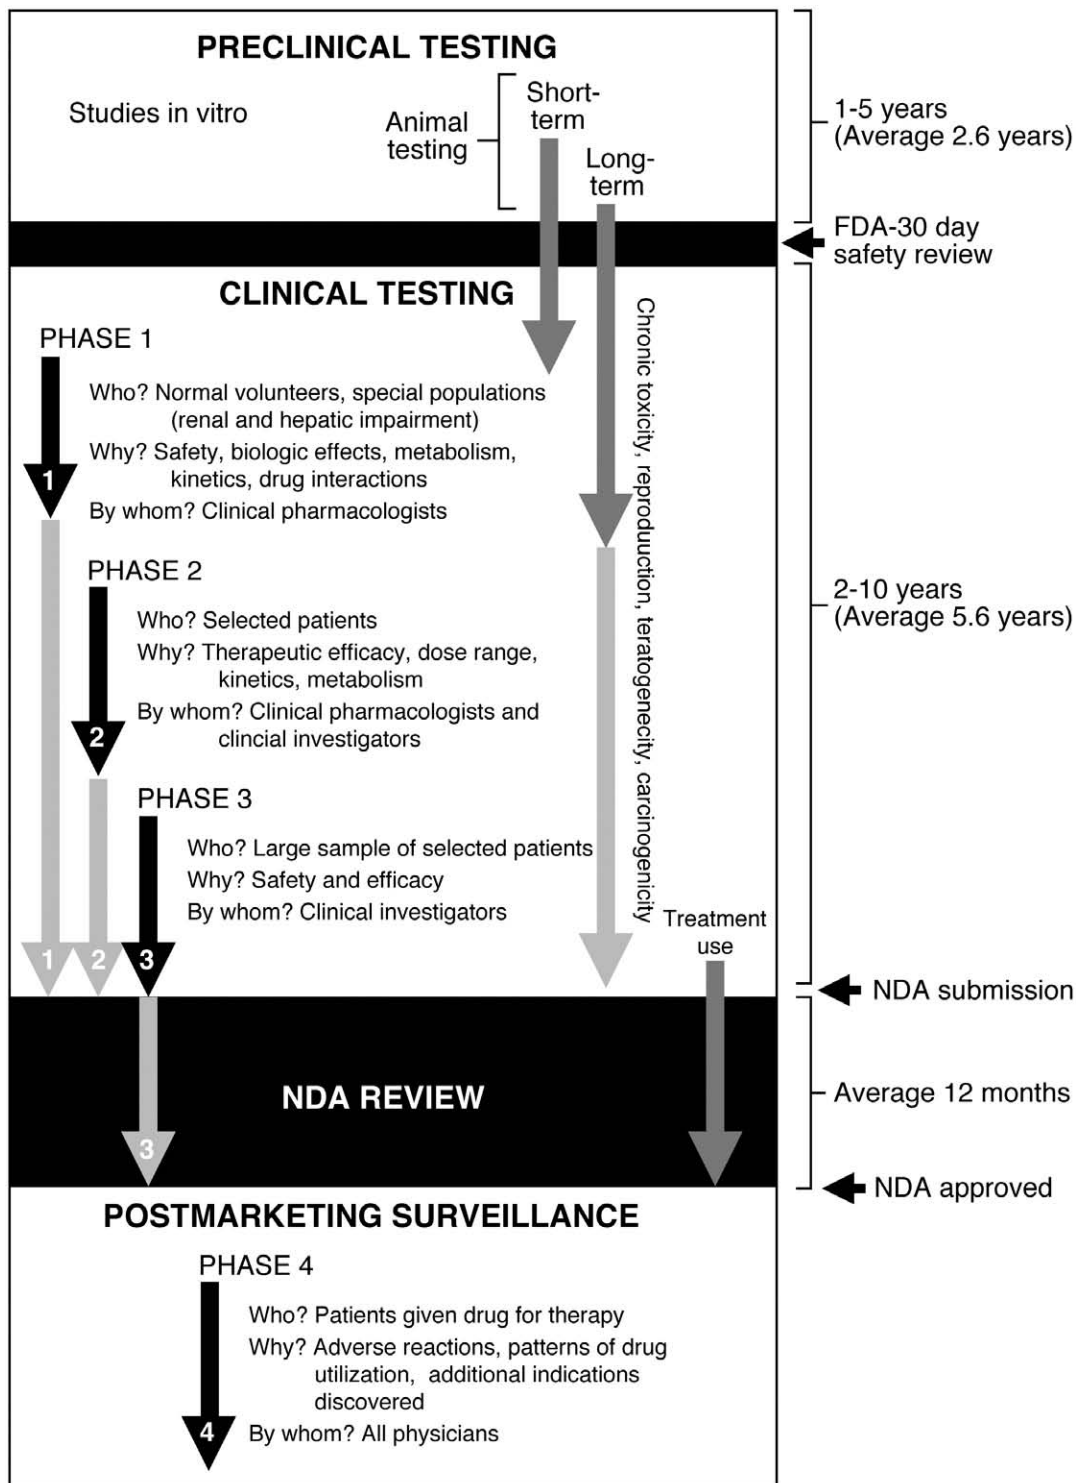 PRECLINICAL TESTING
Studies in vitro
Animal
testing
Short-
term
Long-
term
1-5 years
(Average 2.6 years)
FDA-30 day
safety review
CLINICAL TESTING
PHASE 1
Who? Normal volunteers, special populations
(renal and hepatic impairment)
Why? Safety, biologic effects, metabolism,
kinetics, drug interactions
By whom? Clinical pharmacologists
1
Chronic toxicity, reproduuction, teratogenecity, carcinogenicity
PHASE 2
Who? Selected patients
Why? Therapeutic efficacy, dose range,
kinetics, metabolism
By whom? Clinical pharmacologists and
clincial investigators
2
2-10 years
(Average 5.6 years)
PHASE 3
Who? Large sample of selected patients
Why? Safety and efficacy
By whom? Clinical investigators
1
2
3
Treatment
use
NDA submission
NDA REVIEW
3
Average 12 months
NDA approved
POSTMARKETING SURVEILLANCE
PHASE 4
Who? Patients given drug for therapy
Why? Adverse reactions, patterns of drug
utilization, additional indications
discovered
By whom? All physicians
4